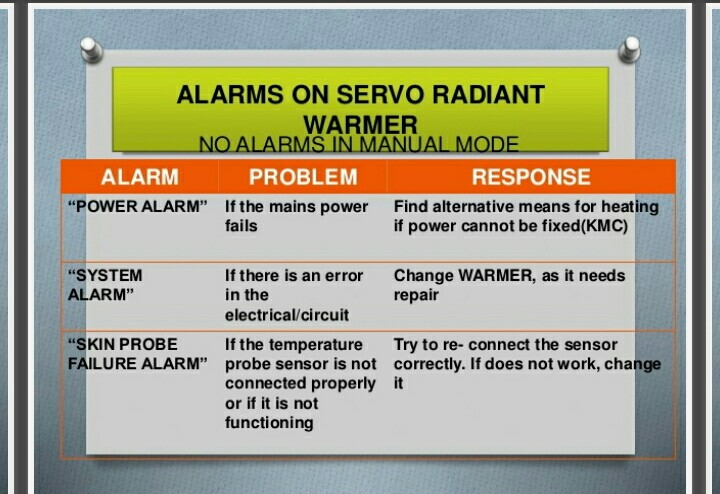 ALARMS ON SERVO RADIANT
WARMER
NO ALARMS IN MANUAL MODE
ALARM PROBLEM RESPONSE
“POWER ALARM” If the mains power fails Find alternative means for heating if power cannot be fixed(KMC)
“SYSTEM ALARM” If there is an error in the electrical/circuit Change WARMER, as it needs repair
“SKIN PROBE FAILURE ALARM” If the temperature probe sensor is not connected properly or if it is not functioning Try to re- connect the sensor correctly. If does not work, change it